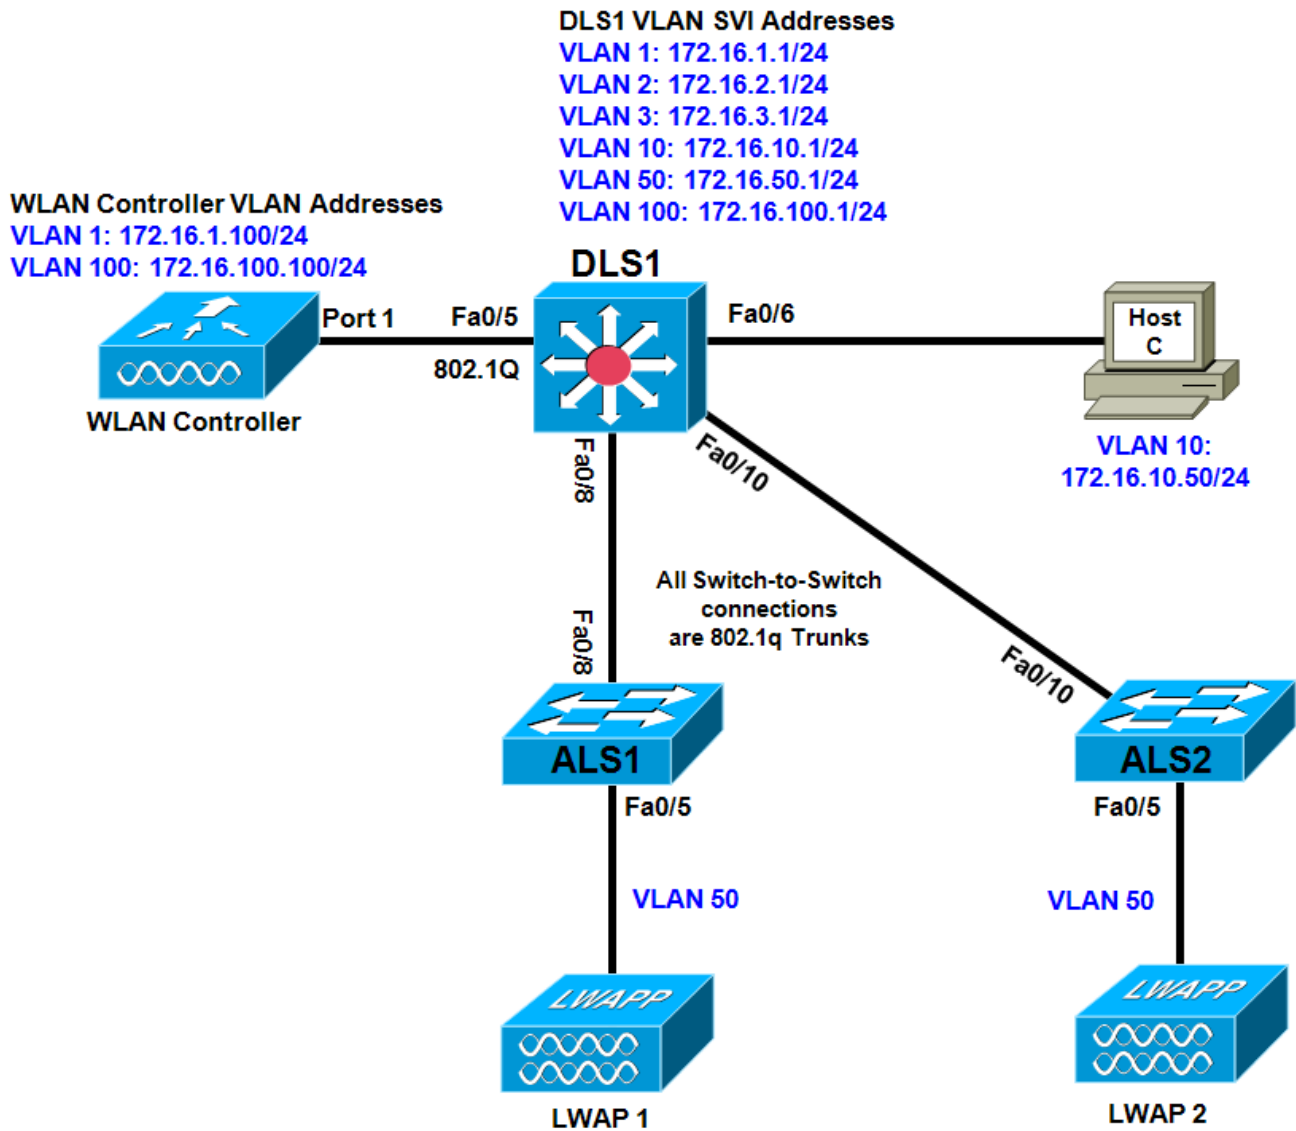 DLS1 VLAN SVI Addresses
VLAN 1: 172.16.1.1/24
VLAN 2: 172.16.2.1/24
VLAN 3: 172.16.3.1/24
VLAN 10: 172.16.10.1/24
VLAN 50: 172.16.50.1/24
VLAN 100: 172.16.100.1/24
WLAN Controller VLAN Addresses
VLAN 1: 172.16.1.100/24
VLAN 100: 172.16.100.100/24
DLS1
Port 1
Fa0/5
802.1Q
Fa0/6
Host
C
WLAN Controller
VLAN 10:
172.16.10.50/24
Fa0/8
Fa0/10
All Switch-to-Switch
connections
are 802.1q Trunks
Fa0/8
Fa0/10
ALS1
ALS2
Fa0/5
Fa0/5
VLAN 50
VLAN 50
LWAPP
LWAPP
LWAP 1
LWAP 2